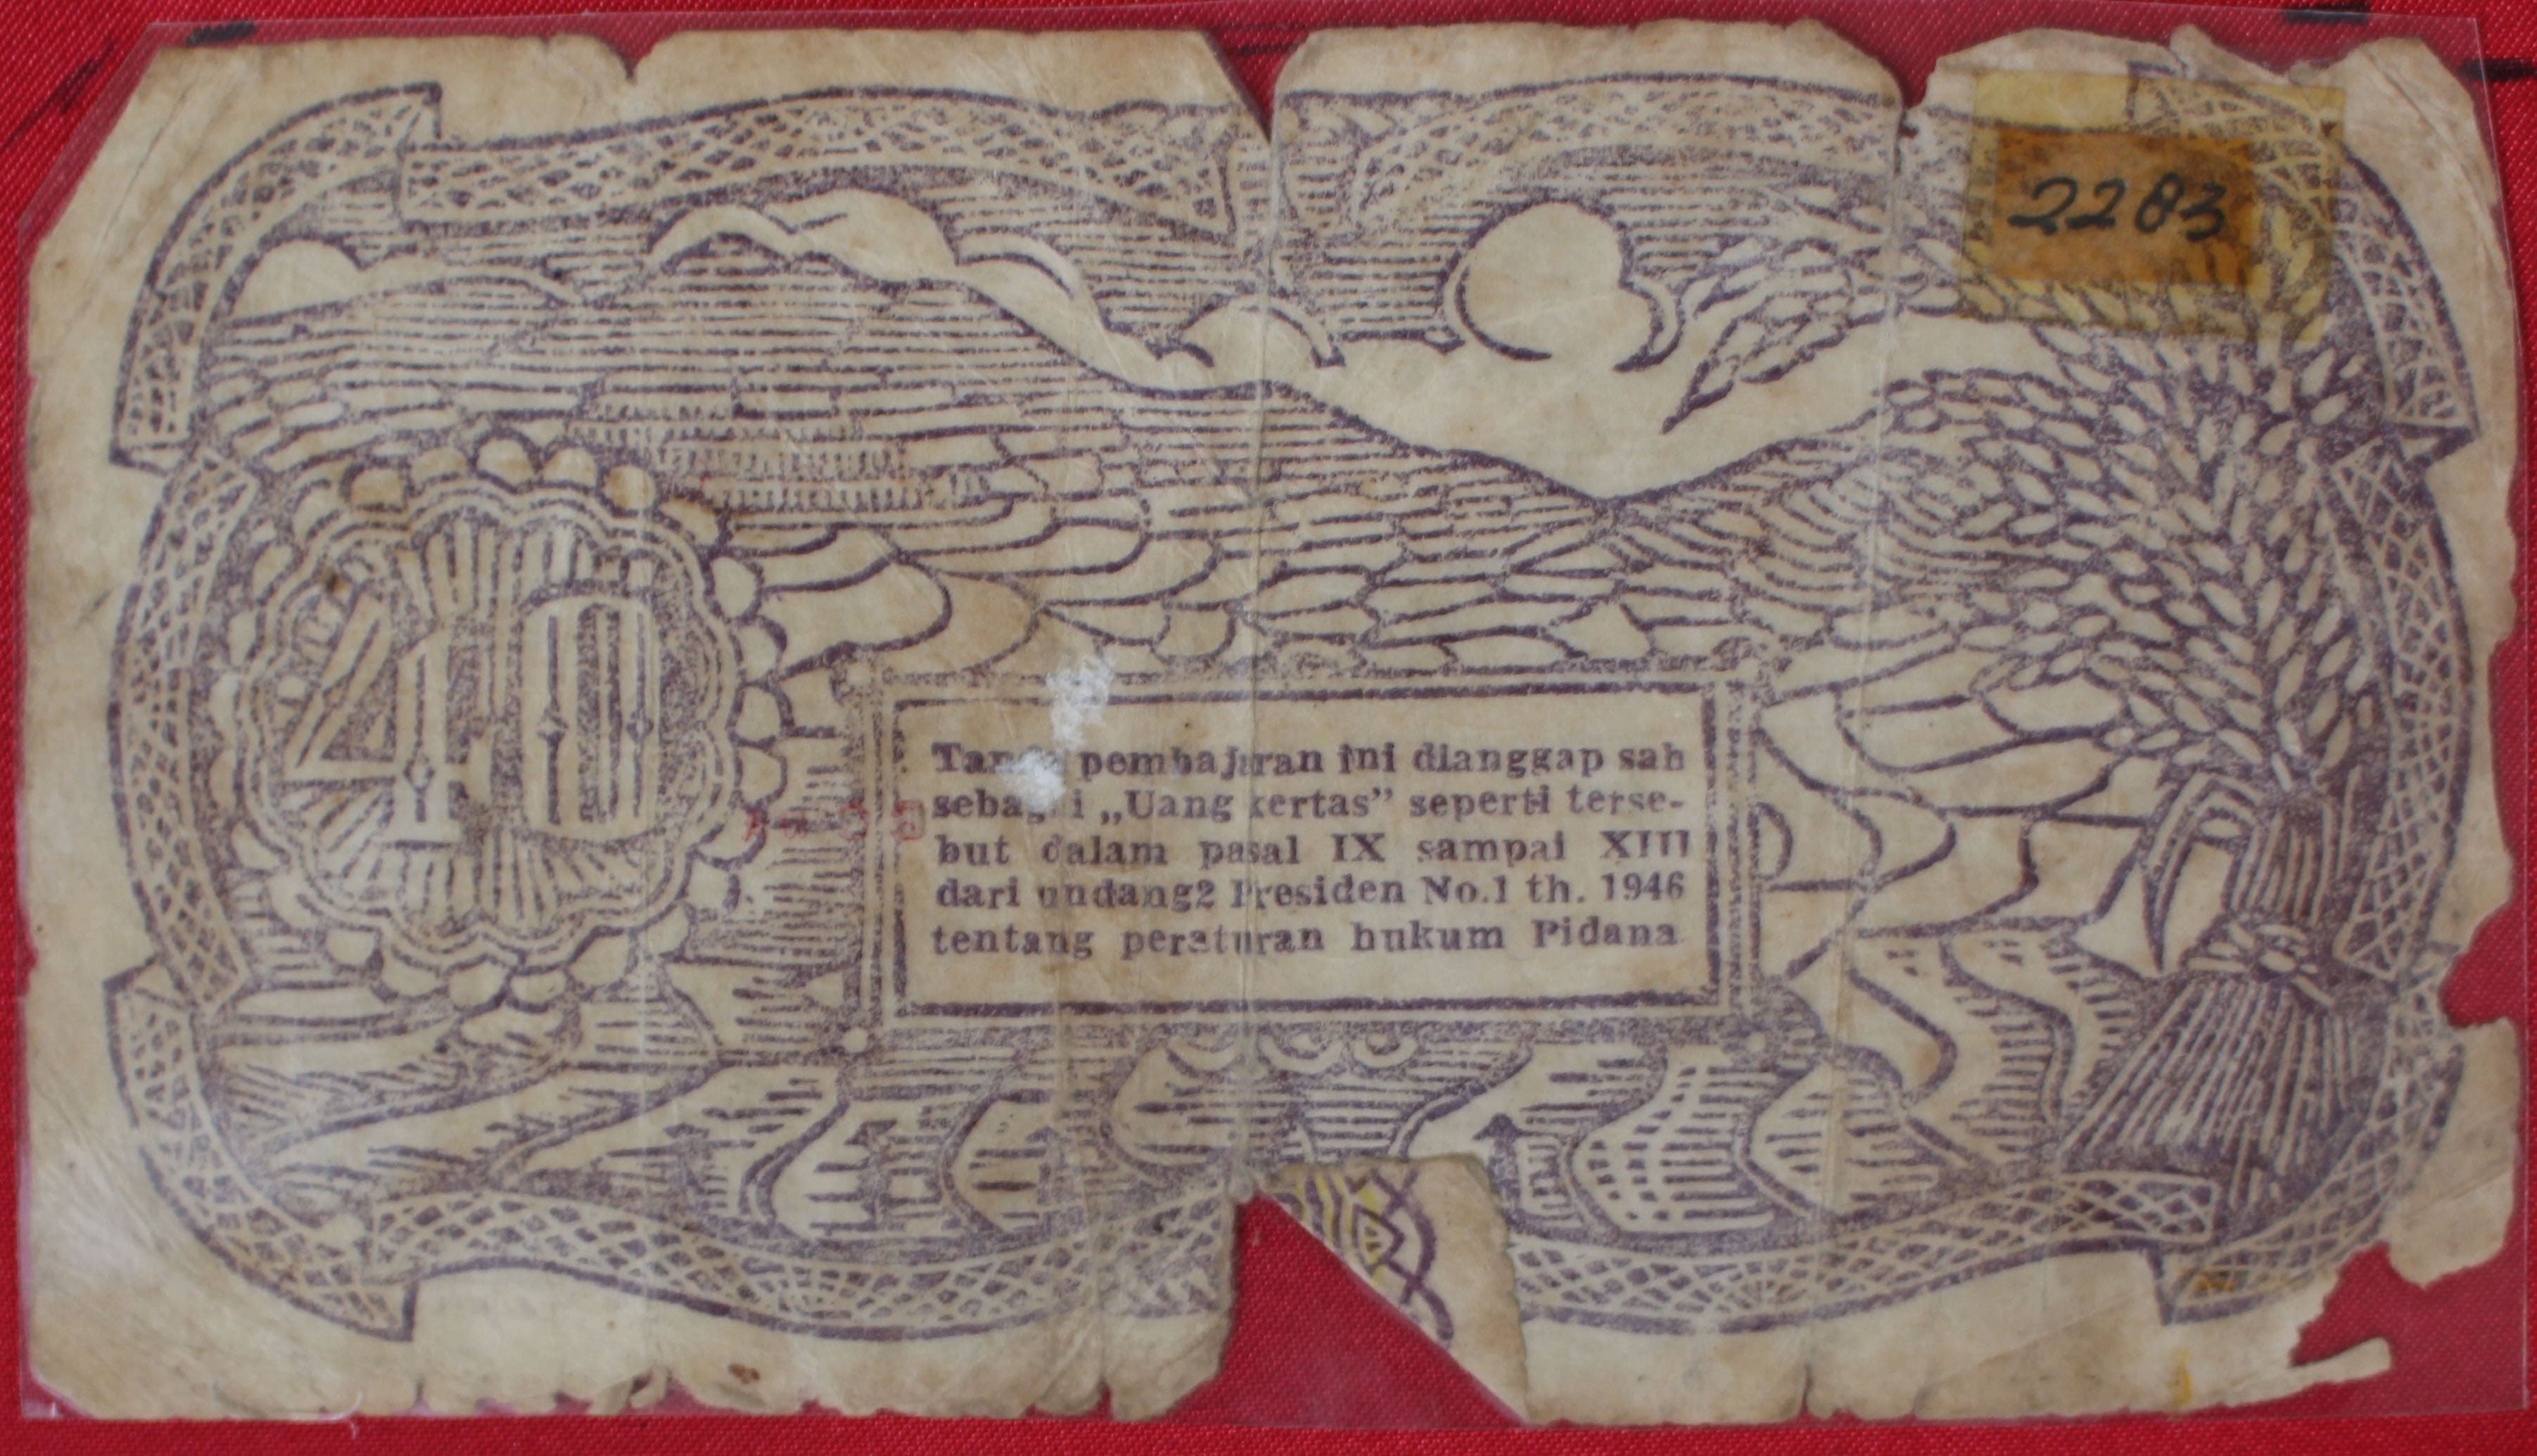 2283
40
pembajaran ini dianggap sah
sebagai „Uang kertas” seperti terse-
but dalam pasal IX sampai XIII
dari undang2 Presiden No.1 th. 1946
tentang peraturan hukum Pidana